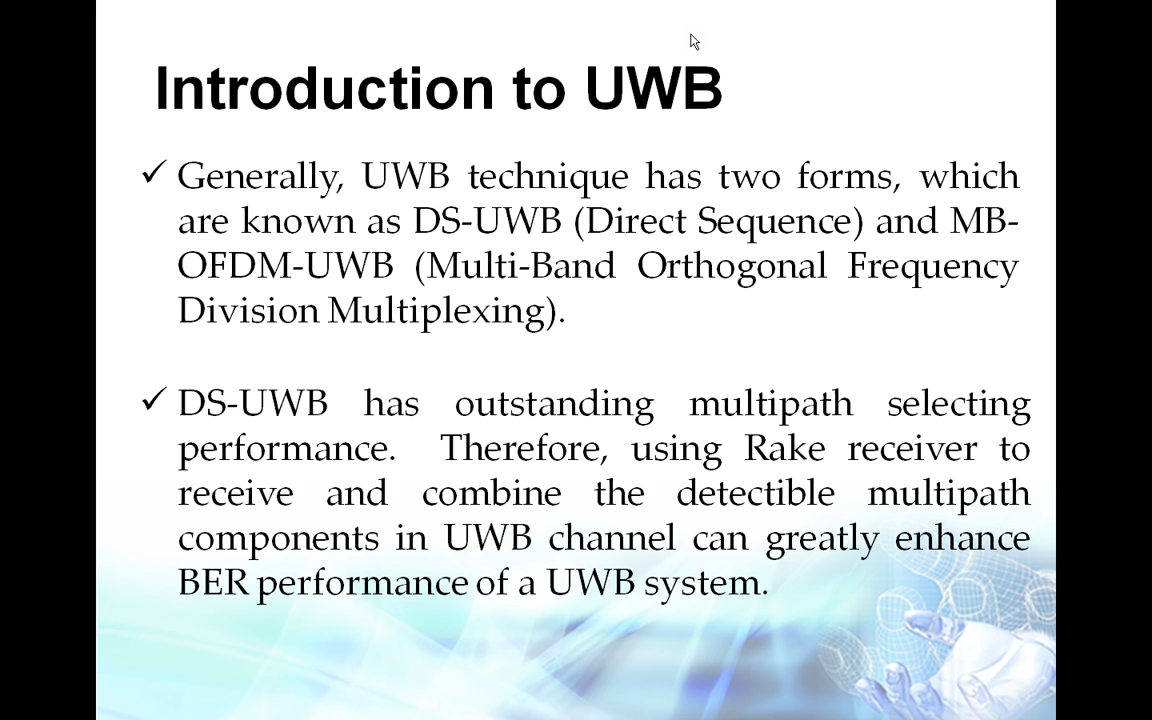 Introduction to UWB
✓ Generally, UWB technique has two forms, which
are known as DS-UWB (Direct Sequence) and MB-
OFDM-UWB (Multi-Band Orthogonal Frequency
Division Multiplexing).
✓ DS-UWB has outstanding multipath selecting
performance. Therefore, using Rake receiver to
receive and combine the detectible multipath
components in UWB channel can greatly enhance
BER performance of a UWB system.